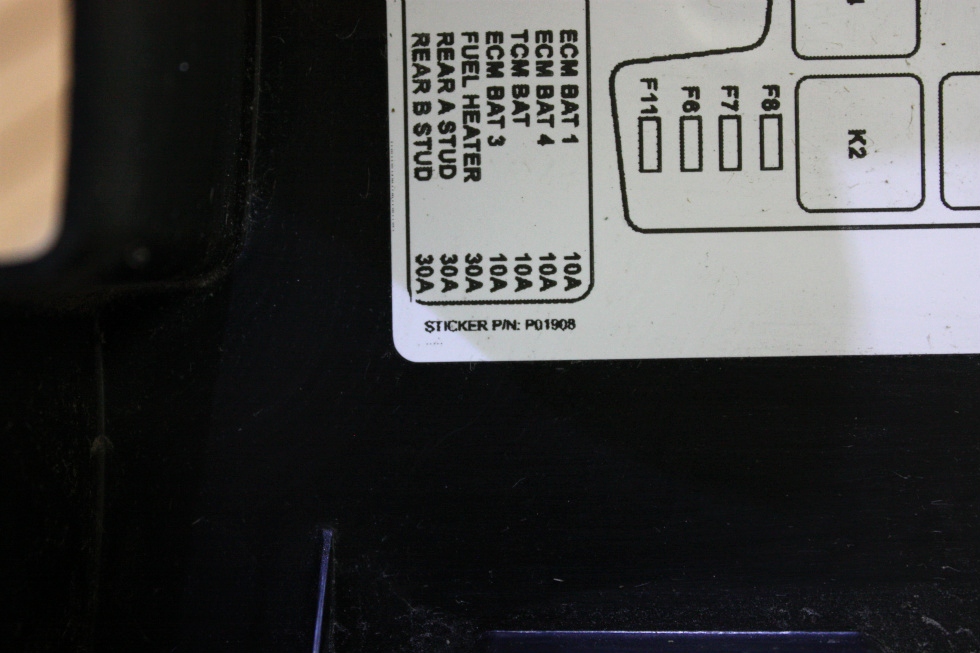 ECM BAT 1 10A
ECM BAT 4 10A
TCM BAT 10A
ECM BAT 3 10A
FUEL HEATER 30A
REAR A STUD 30A
REAR B STUD 30A
F8
F7
F6
F11
K2
STICKER P/N: P01908